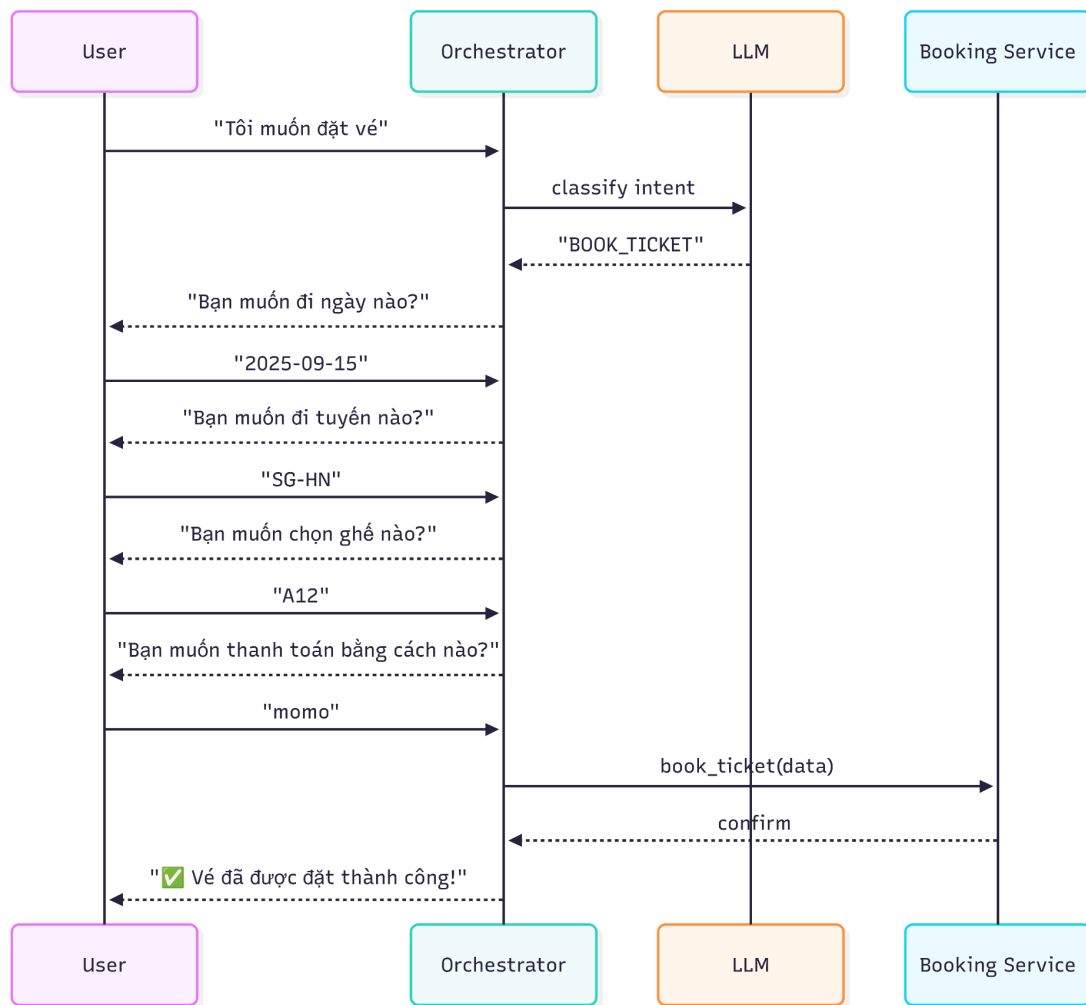 User
Orchestrator
LLM
Booking Service
"Tôi muốn đặt vé"
classify intent
"BOOK_TICKET"
"Bạn muốn đi ngày nào?"
"2025-09-15"
"Bạn muốn đi tuyến nào?"
"SG-HN"
"Bạn muốn chọn ghế nào?"
"A12"
"Bạn muốn thanh toán bằng cách nào?"
"momo"
book_ticket(data)
confirm
"✅ Vé đã được đặt thành công!"
User
Orchestrator
LLM
Booking Service